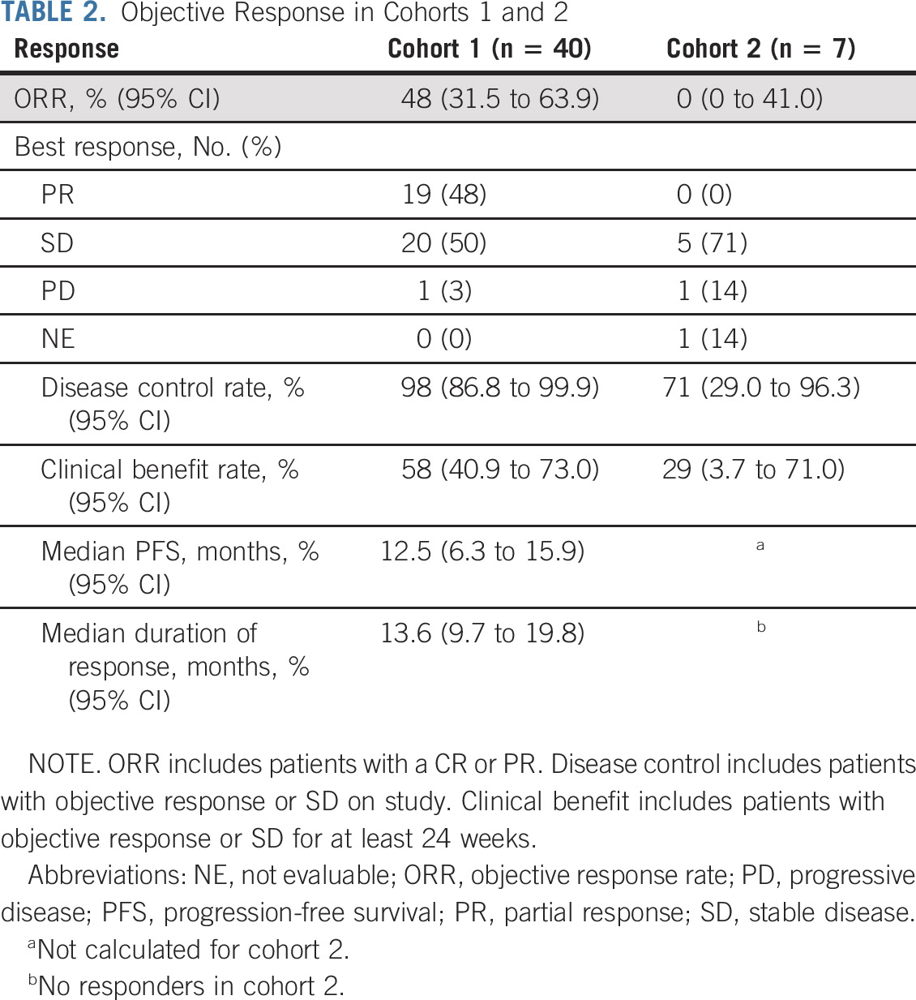 TABLE 2. Objective Response in Cohorts 1 and 2
Response Cohort 1 (n = 40) Cohort 2 (n = 7)
ORR, % (95% CI) 48 (31.5 to 63.9) 0 (0 to 41.0)
Best response, No. (%)
PR 19 (48) 0 (0)
SD 20 (50) 5 (71)
PD 1 (3) 1 (14)
NE 0 (0) 1 (14)
Disease control rate, % 98 (86.8 to 99.9) 71 (29.0 to 96.3)
(95% CI)
Clinical benefit rate, % 58 (40.9 to 73.0) 29 (3.7 to 71.0)
(95% CI)
Median PFS, months, % 12.5 (6.3 to 15.9) a
(95% CI)
Median duration of 13.6 (9.7 to 19.8) b
response, months, %
(95% CI)
NOTE. ORR includes patients with a CR or PR. Disease control includes patients
with objective response or SD on study. Clinical benefit includes patients with
objective response or SD for at least 24 weeks.
Abbreviations: NE, not evaluable; ORR, objective response rate; PD, progressive
disease; PFS, progression-free survival; PR, partial response; SD, stable disease.
aNot calculated for cohort 2.
bNo responders in cohort 2.